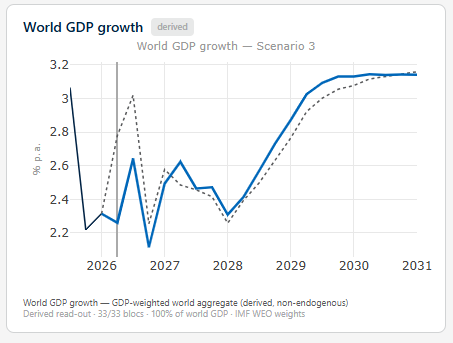 World GDP growth derived
World GDP growth — Scenario 3
% p. a.
3.2
3
2.8
2.6
2.4
2.2
2026 2027 2028 2029 2030 2031
World GDP growth — GDP-weighted world aggregate (derived, non-endogenous)
Derived read-out · 33/33 blocs · 100% of world GDP · IMF WEO weights